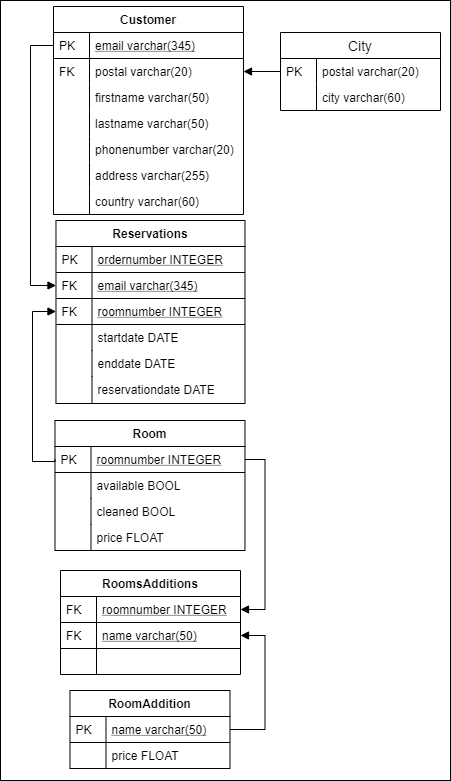 Customer
PK email varchar(345)
FK postal varchar(20)
firstname varchar(50)
lastname varchar(50)
phonenumber varchar(20)
address varchar(255)
country varchar(60)
City
PK postal varchar(20)
city varchar(60)
Reservations
PK ordernumber INTEGER
FK email varchar(345)
FK roomnumber INTEGER
startdate DATE
enddate DATE
reservationdate DATE
Room
PK roomnumber INTEGER
available BOOL
cleaned BOOL
price FLOAT
RoomsAdditions
FK roomnumber INTEGER
FK name varchar(50)
RoomAddition
PK name varchar(50)
price FLOAT